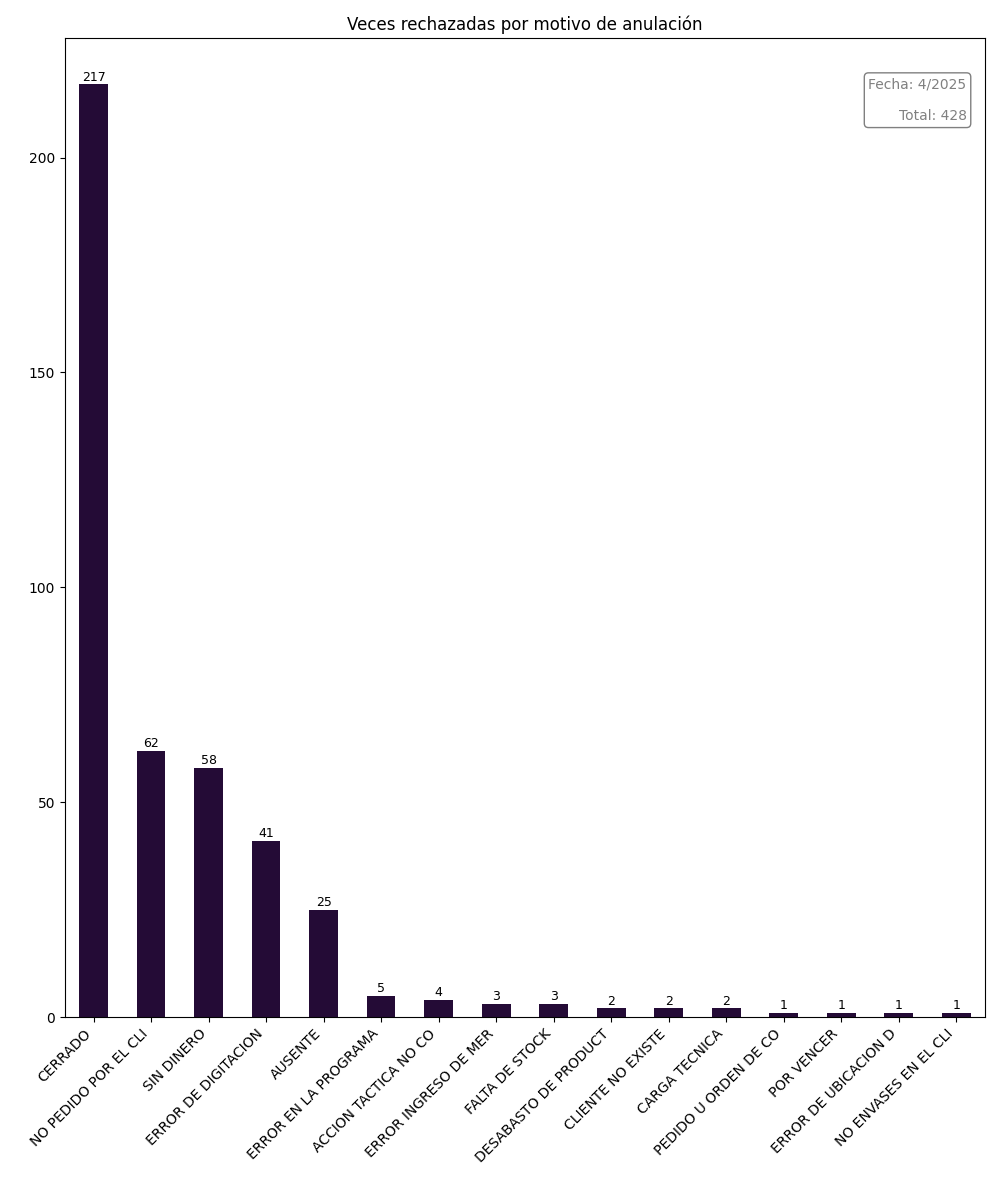 Veces rechazadas por motivo de anulación
Fecha: 4/2025
Total: 428
200
150
100
50
0
217
62
58
41
25
5
4
3
3
2
2
2
1
1
1
1
CERRADO
NO PEDIDO POR EL CLI
SIN DINERO
ERROR DE DIGITACION
AUSENTE
ERROR EN LA PROGRAMA
ACCION TACTICA NO CO
ERROR INGRESO DE MER
FALTA DE STOCK
DESABASTO DE PRODUCT
CLIENTE NO EXISTE
CARGA TECNICA
PEDIDO U ORDEN DE CO
POR VENCER
ERROR DE UBICACION D
NO ENVASES EN EL CLI